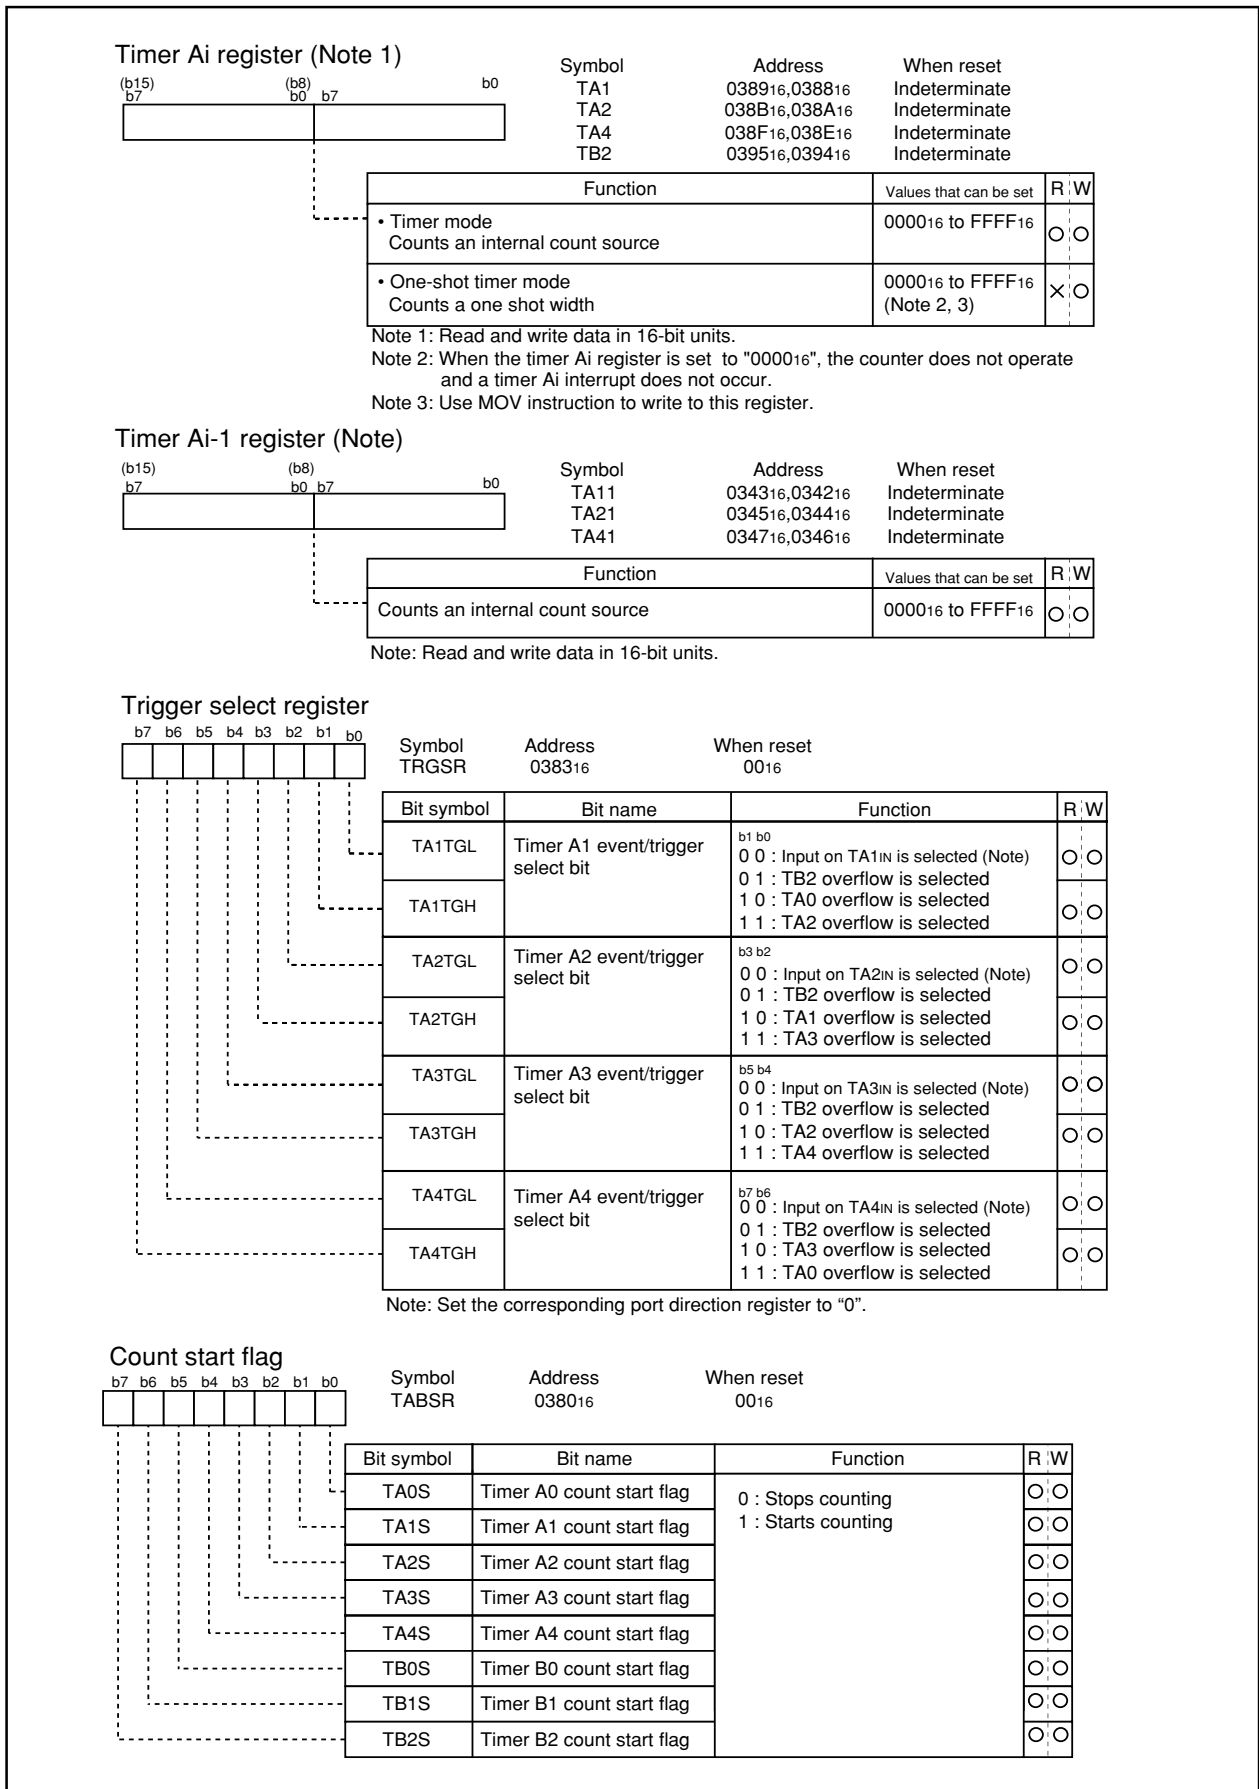 Timer Ai register (Note 1)
(b15) (b8)
b7 b0 b7 b0
Symbol Address When reset
TA1 038916,038816 Indeterminate
TA2 038B16,038A16 Indeterminate
TA4 038F16,038E16 Indeterminate
TB2 039516,039416 Indeterminate
Function Values that can be set R W
• Timer mode 000016 to FFFF16
Counts an internal count source
• One-shot timer mode 000016 to FFFF16
Counts a one shot width (Note 2, 3)
Note 1: Read and write data in 16-bit units.
Note 2: When the timer Ai register is set to "000016", the counter does not operate
and a timer Ai interrupt does not occur.
Note 3: Use MOV instruction to write to this register.
Timer Ai-1 register (Note)
(b15) (b8)
b7 b0 b7 b0
Symbol Address When reset
TA11 034316,034216 Indeterminate
TA21 034516,034416 Indeterminate
TA41 034716,034616 Indeterminate
Function Values that can be set R W
Counts an internal count source 000016 to FFFF16
Note: Read and write data in 16-bit units.
Trigger select register
b7 b6 b5 b4 b3 b2 b1 b0
Symbol Address When reset
TRGSR 038316 0016
Bit symbol Bit name Function R W
TA1TGL Timer A1 event/trigger
select bit
b1 b0
0 0 : Input on TA1IN is selected (Note)
0 1 : TB2 overflow is selected
TA1TGH 1 0 : TA0 overflow is selected
1 1 : TA2 overflow is selected
TA2TGL Timer A2 event/trigger
select bit
b3 b2
0 0 : Input on TA2IN is selected (Note)
0 1 : TB2 overflow is selected
TA2TGH 1 0 : TA1 overflow is selected
1 1 : TA3 overflow is selected
TA3TGL Timer A3 event/trigger
select bit
b5 b4
0 0 : Input on TA3IN is selected (Note)
0 1 : TB2 overflow is selected
TA3TGH 1 0 : TA2 overflow is selected
1 1 : TA4 overflow is selected
TA4TGL Timer A4 event/trigger
select bit
b7 b6
0 0 : Input on TA4IN is selected (Note)
0 1 : TB2 overflow is selected
TA4TGH 1 0 : TA3 overflow is selected
1 1 : TA0 overflow is selected
Note: Set the corresponding port direction register to “0”.
Count start flag
b7 b6 b5 b4 b3 b2 b1 b0
Symbol Address When reset
TABSR 038016 0016
Bit symbol Bit name Function R W
TA0S Timer A0 count start flag 0 : Stops counting
TA1S Timer A1 count start flag 1 : Starts counting
TA2S Timer A2 count start flag
TA3S Timer A3 count start flag
TA4S Timer A4 count start flag
TB0S Timer B0 count start flag
TB1S Timer B1 count start flag
TB2S Timer B2 count start flag